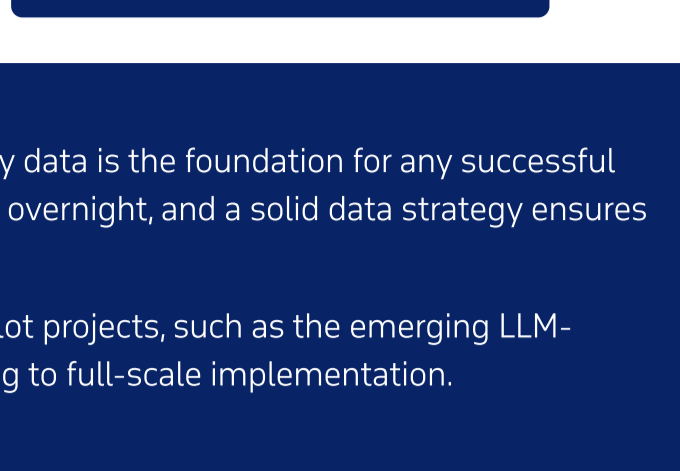 y data is the foundation for any successful
overnight, and a solid data strategy ensures
lot projects, such as the emerging LLM-
g to full-scale implementation.